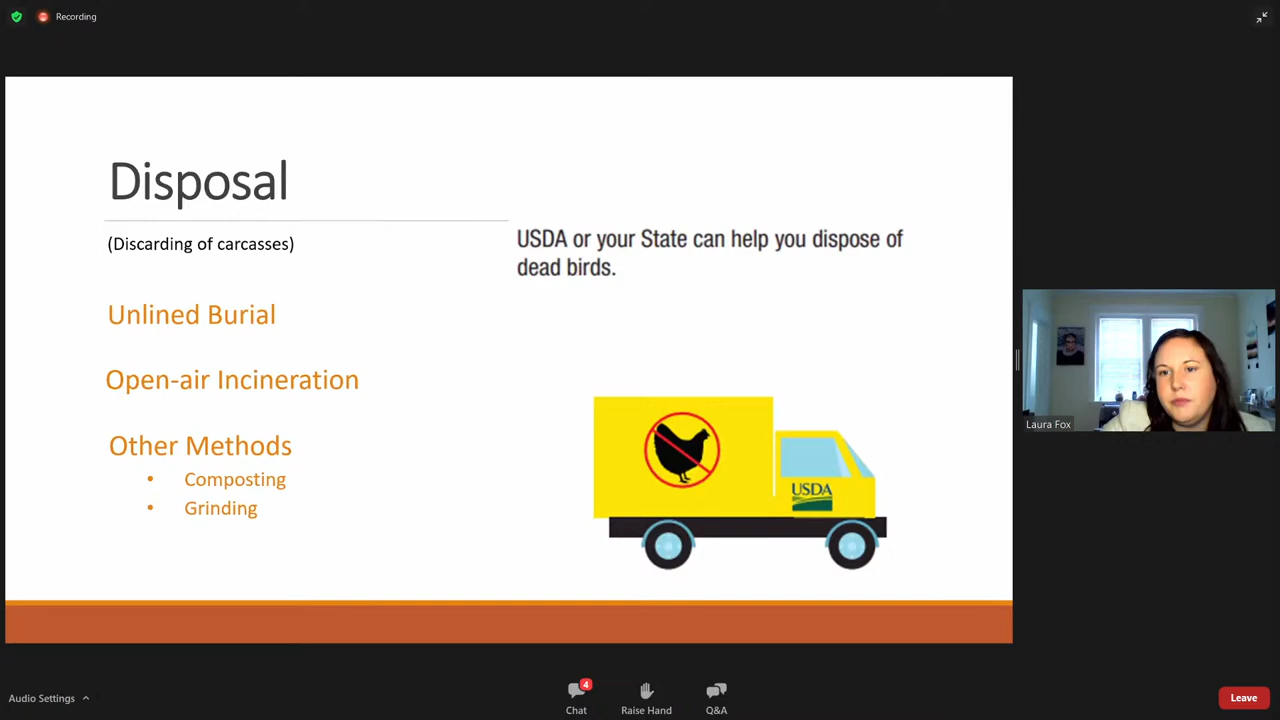 Recording
Disposal
(Discarding of carcasses)
USDA or your State can help you dispose of
dead birds.
Unlined Burial
Open-air Incineration
Other Methods
• Composting
• Grinding
USDA
Laura Fox
Audio Settings
4
Chat
Raise Hand
Q&A
Leave